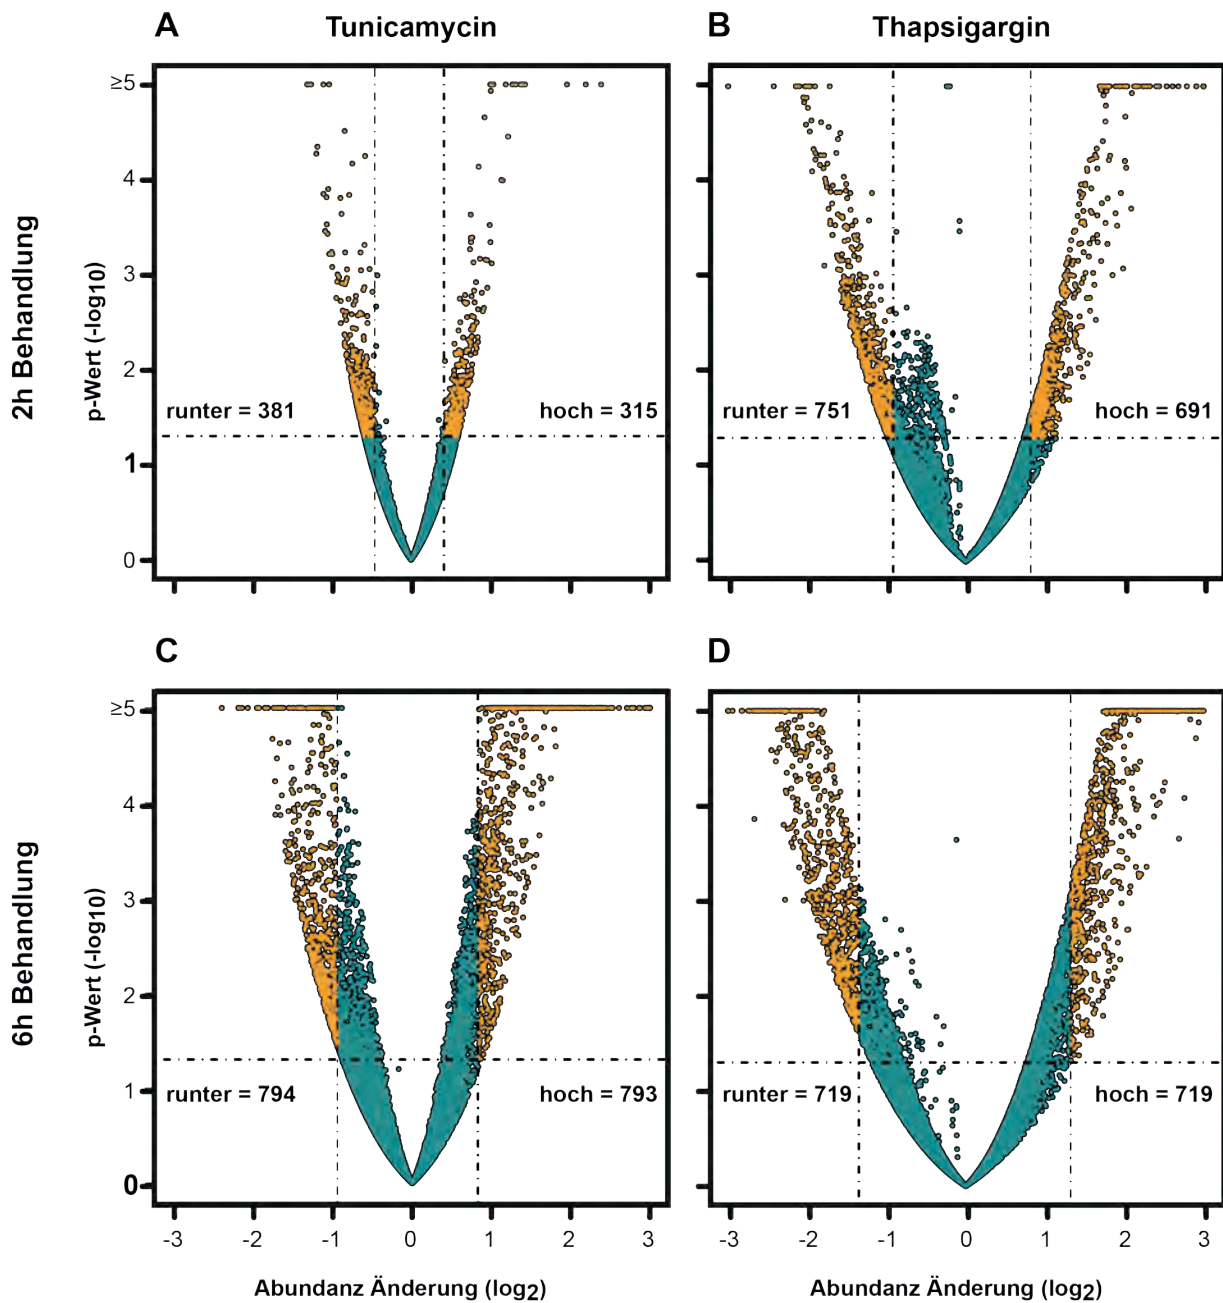 A Tunicamycin
B Thapsigargin
2h Behandlung
p-Wert (-log10)
≥5
4
3
2
1
0
runter = 381
hoch = 315
runter = 751
hoch = 691
C
D
6h Behandlung
p-Wert (-log10)
≥5
4
3
2
1
0
runter = 794
hoch = 793
runter = 719
hoch = 719
-3 -2 -1 0 1 2 3
-3 -2 -1 0 1 2 3
Abundanz Änderung (log2)
Abundanz Änderung (log2)